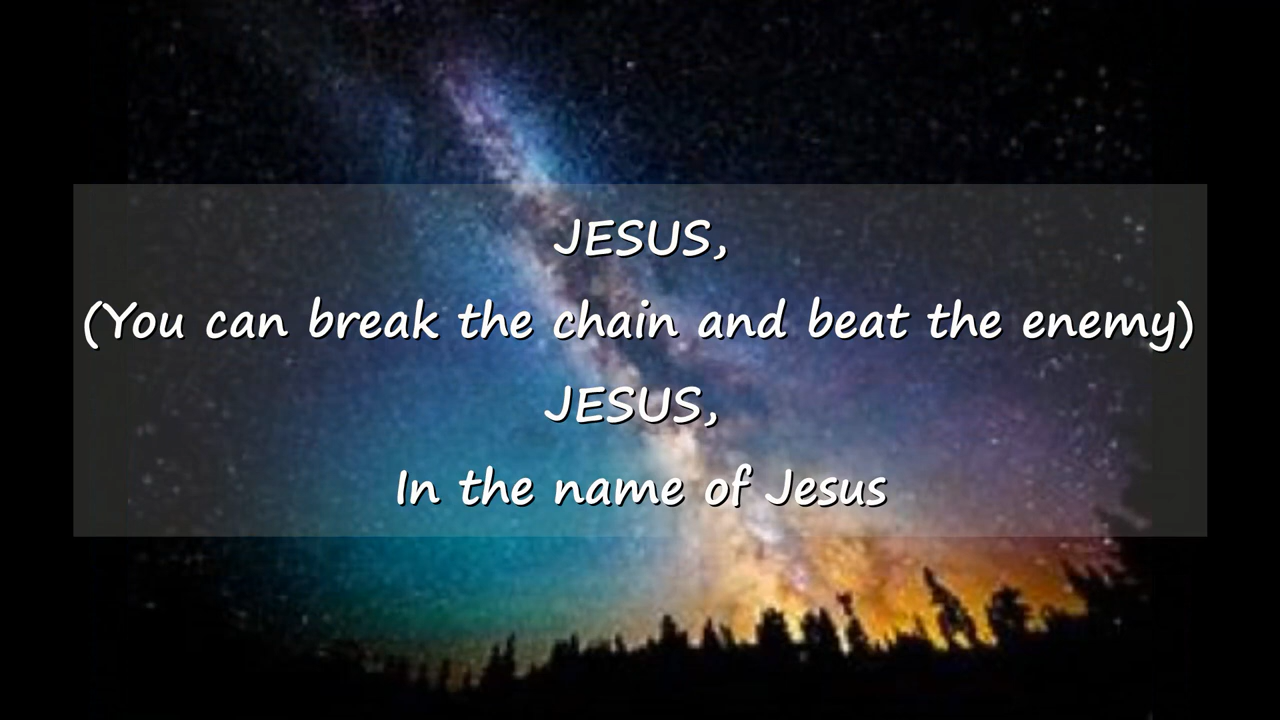 JESUS,
(You can break the chain and beat the enemy)
JESUS,
In the name of Jesus